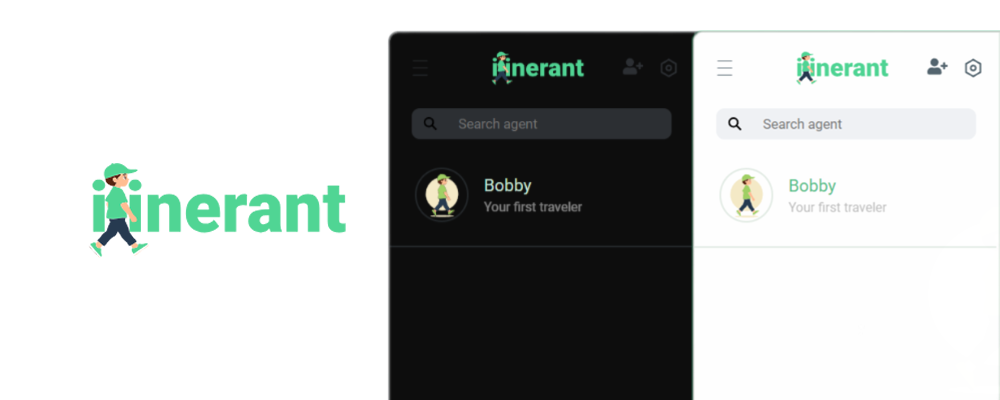 itinerant
itinerant
Search agent
Bobby
Your first traveler
itinerant
Search agent
Bobby
Your first traveler